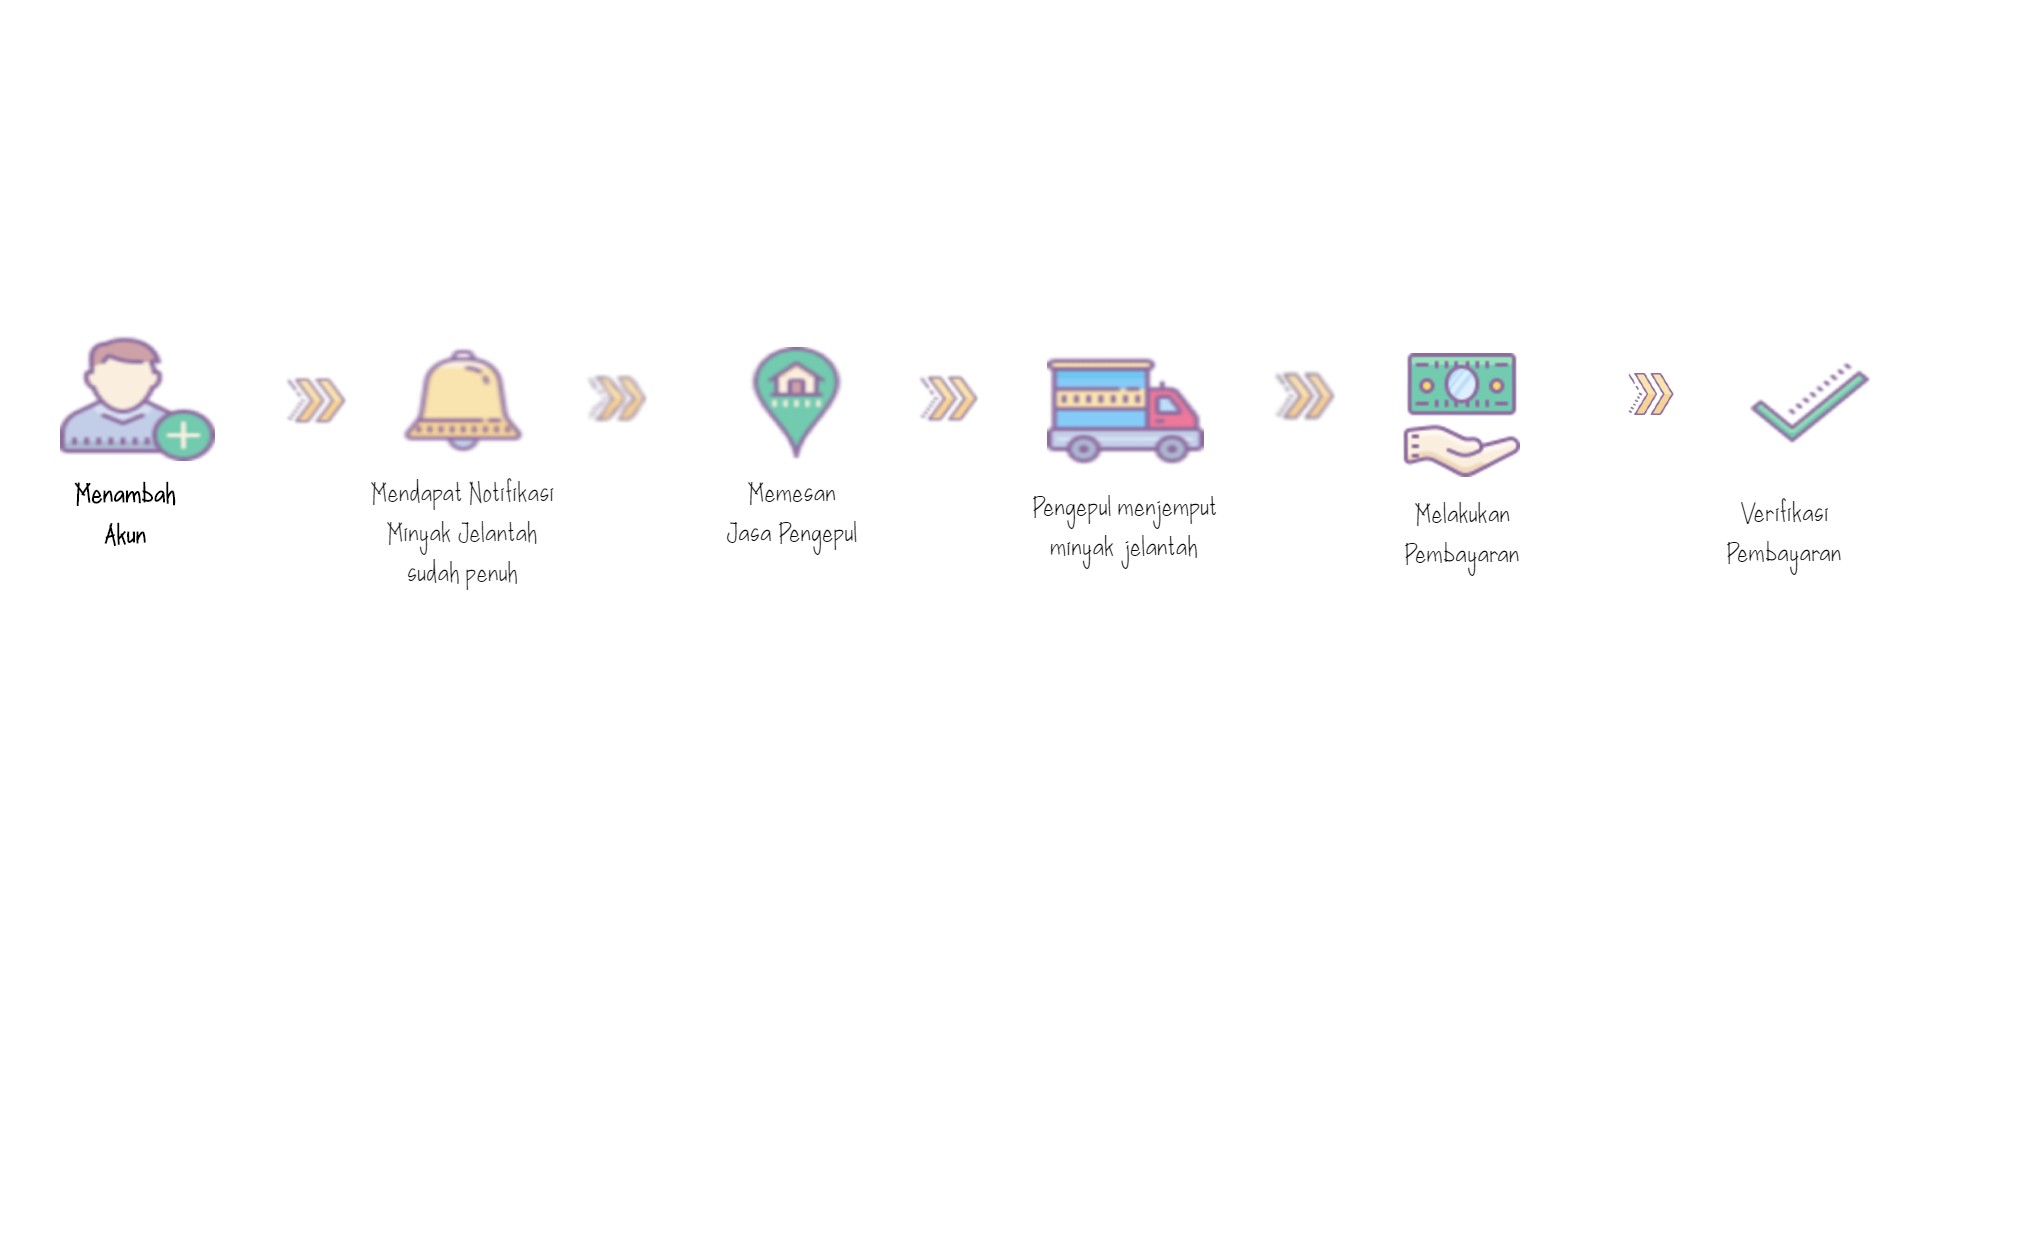 Menambah
Akun
Mendapat Notifikasi
Minyak Jelantah
sudah penuh
Memesan
Jasa Pengepul
Pengepul menjemput
minyak jelantah
Melakukan
Pembayaran
Verifikasi
Pembayaran